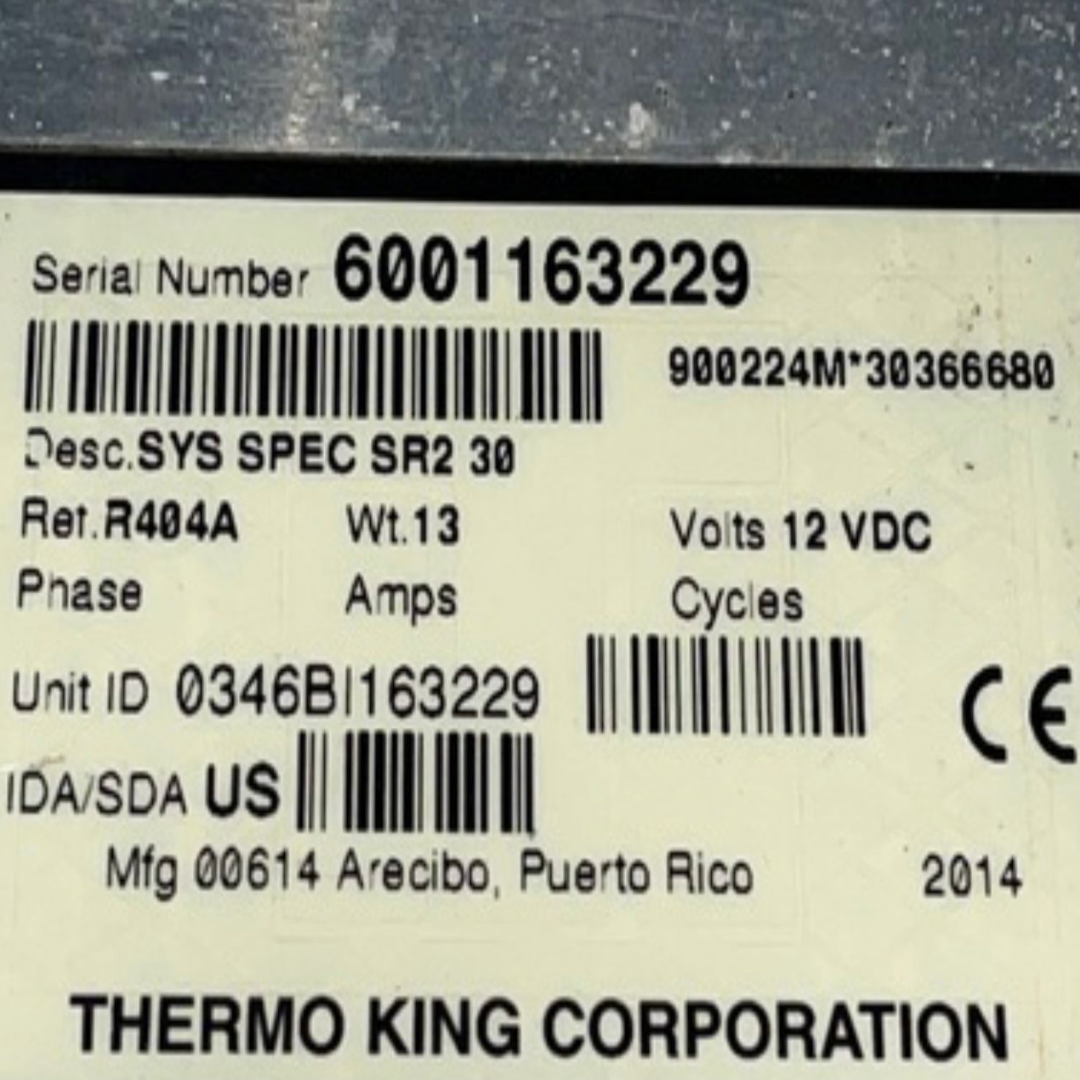 Serial Number 6001163229
900224M*30366680
Desc.SYS SPEC SR2 30
Ref.R404A Wt.13 Volts 12 VDC
Phase Amps Cycles
Unit ID 0346BI163229
CE
IDA/SDA US
Mfg 00614 Arecibo, Puerto Rico 2014
THERMO KING CORPORATION